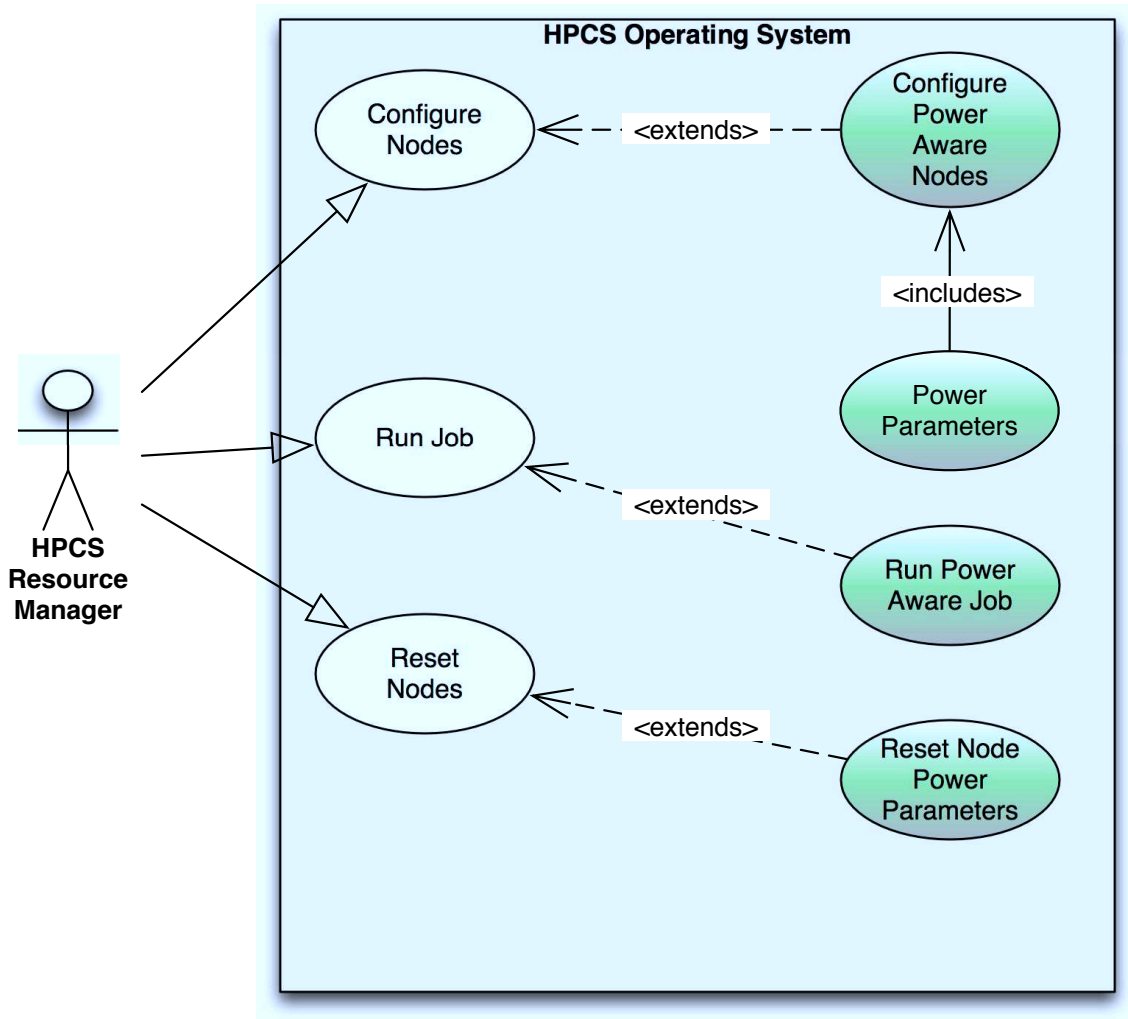 HPCS Operating System
Configure
Nodes
<extends>
Configure
Power
Aware
Nodes
<includes>
Power
Parameters
Run Job
<extends>
Run Power
Aware Job
HPCS
Resource
Manager
Reset
Nodes
<extends>
Reset Node
Power
Parameters